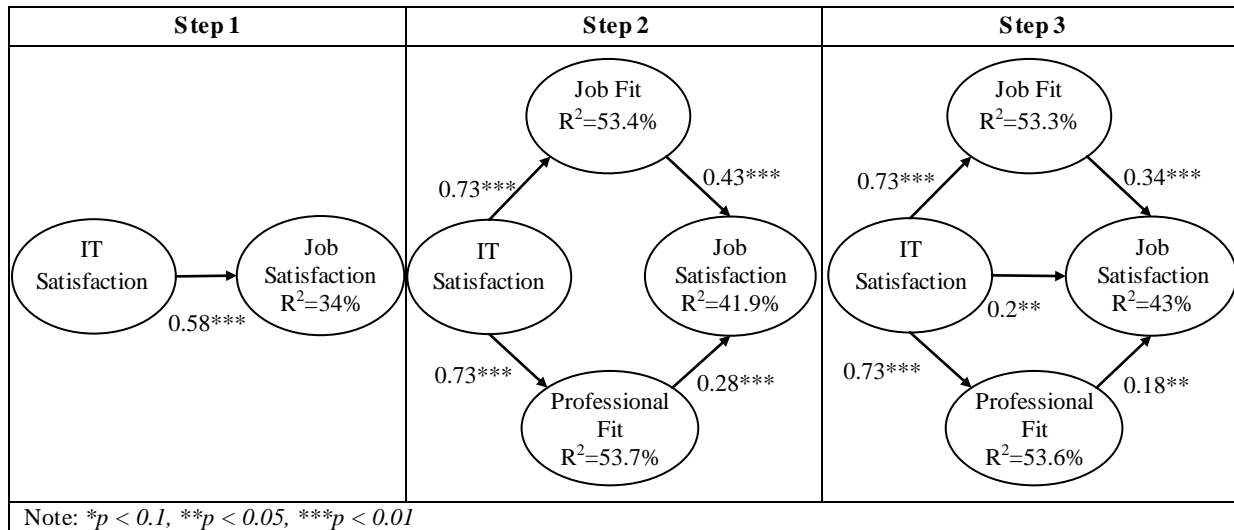 Step 1
Step 2
Step 3
IT
Satisfaction
0.58***
Job
Satisfaction
R²=34%
Job Fit
R²=53.4%
0.73***
0.43***
IT
Satisfaction
Job
Satisfaction
R²=41.9%
0.73***
0.28***
Professional
Fit
R²=53.7%
Job Fit
R²=53.3%
0.73***
0.34***
IT
Satisfaction
0.2**
Job
Satisfaction
R²=43%
0.73***
0.18**
Professional
Fit
R²=53.6%
Note: *p < 0.1, **p < 0.05, ***p < 0.01